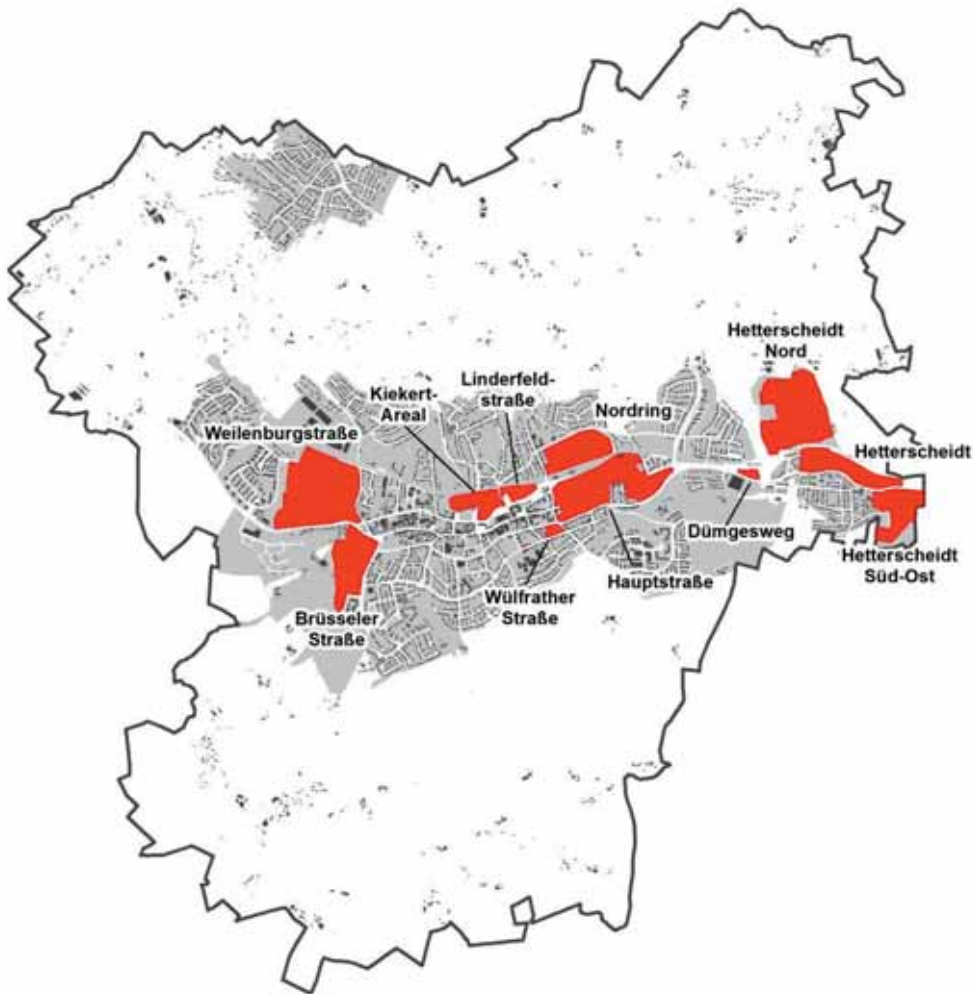 Hetterscheidt
Nord
Linderfeld-
straße
Kiekert-
Areal
Nordring
Weilenburgstraße
Hetterscheidt
Dümgesweg
Hetterscheidt
Süd-Ost
Hauptstraße
Wülfrather
Straße
Brüsseler
Straße